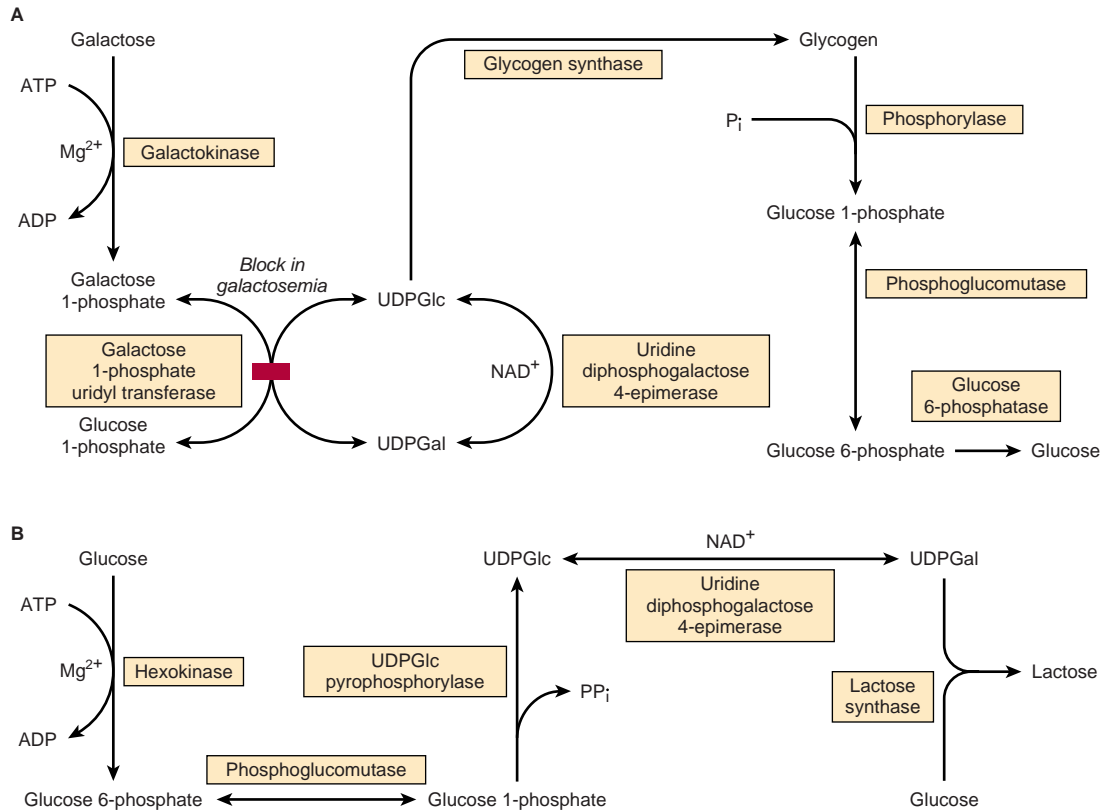 A
Galactose
ATP
Mg2+
Galactokinase
ADP
Galactose
1-phosphate
Block in
galactosemia
Galactose
1-phosphate
uridyl transferase
Glucose
1-phosphate
UDPGlc
NAD+
UDPGal
Uridine
diphosphogalactose
4-epimerase
Glycogen synthase
Glycogen
Pi
Phosphorylase
Glucose 1-phosphate
Phosphoglucomutase
Glucose
6-phosphatase
Glucose 6-phosphate
Glucose
B
Glucose
ATP
Mg2+
Hexokinase
ADP
Glucose 6-phosphate
Phosphoglucomutase
Glucose 1-phosphate
UDPGlc
pyrophosphorylase
PPi
UDPGlc
NAD+
Uridine
diphosphogalactose
4-epimerase
UDPGal
Lactose
synthase
Lactose
Glucose